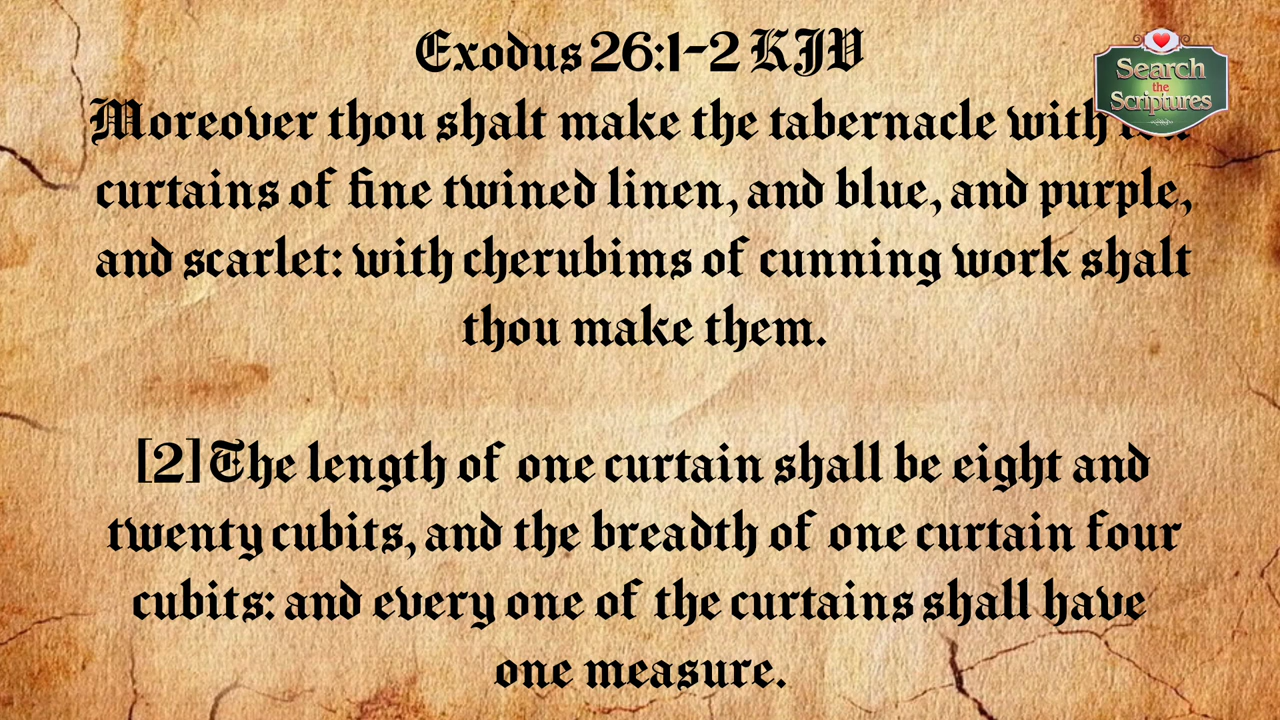 Exodus 26:1-2 KJV
Search
the
Scriptures
Moreover thou shalt make the tabernacle with
curtains of fine twined linen, and blue, and purple,
and scarlet: with cherubims of cunning work shalt
thou make them.
[2] The length of one curtain shall be eight and
twenty cubits, and the breadth of one curtain four
cubits: and every one of the curtains shall have
one measure.